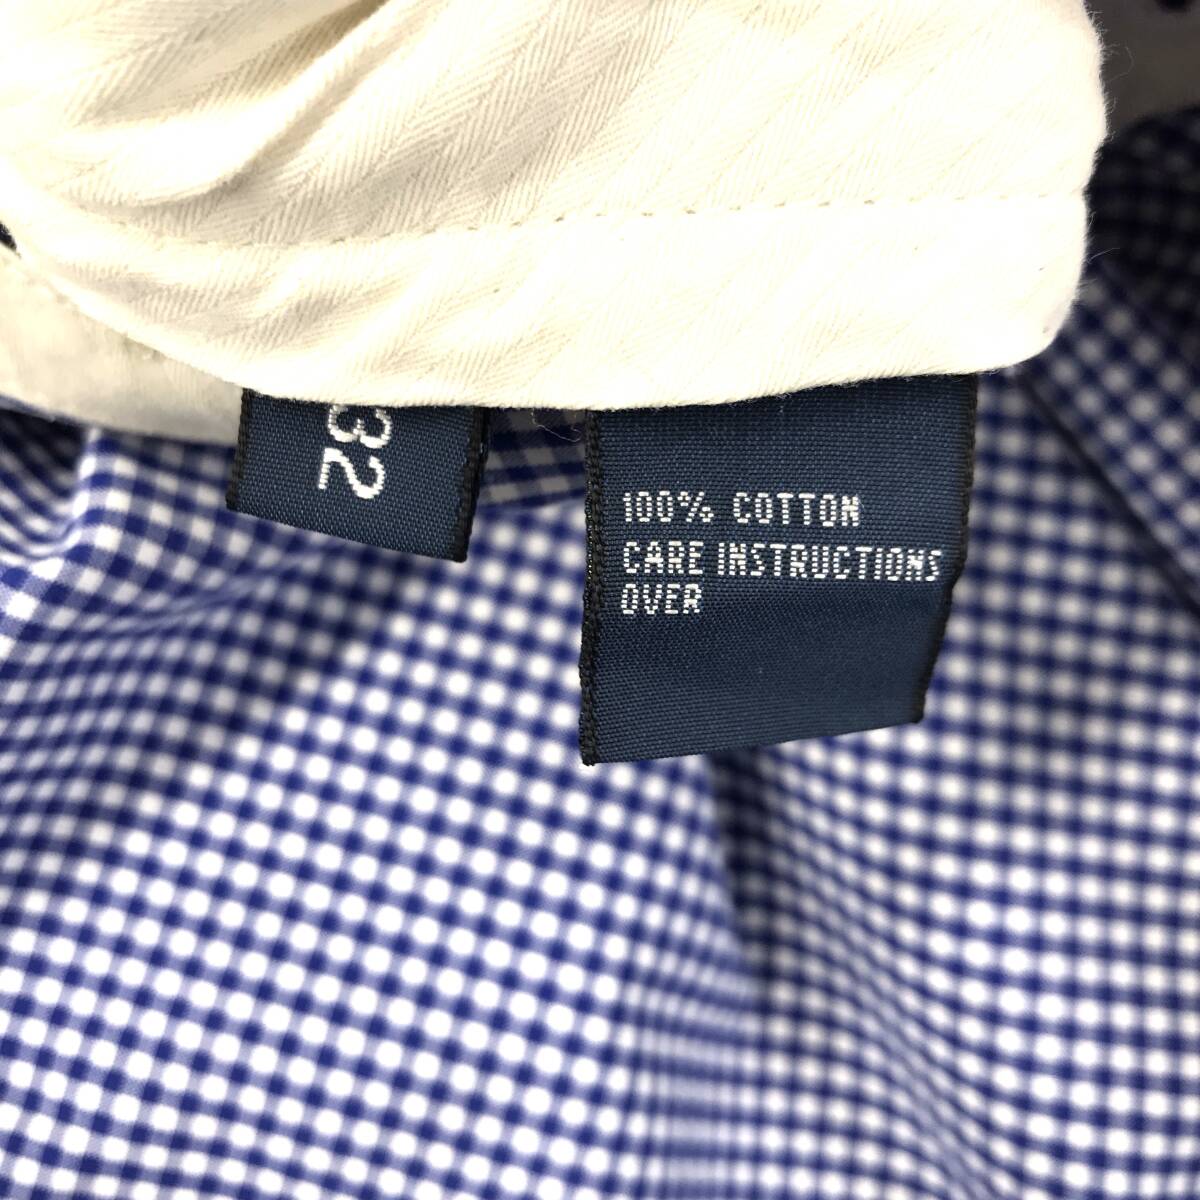 32
100% COTTON
CARE INSTRUCTIONS
OVER